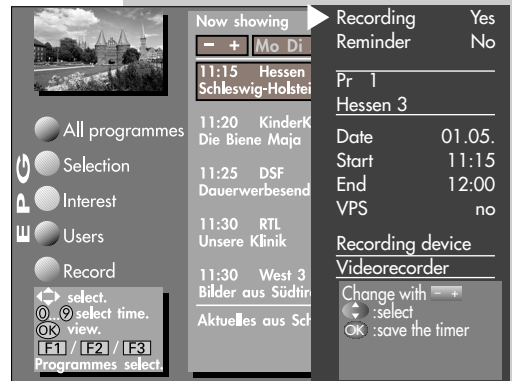 E P G
All programmes
Selection
Interest
Users
Record
select.
0...9 select time.
OK view.
F1 / F2 / F3
Programmes select.
Now showing
- + Mo Di
11:15 Hessen
Schleswig-Holstei
11:20 KinderK
Die Biene Maja
11:25 DSF
Dauerwerbesend
11:30 RTL
Unsere Klinik
11:30 West 3
Bilder aus Südtir
Aktuelles aus Sch
Recording Yes
Reminder No
Pr 1
Hessen 3
Date 01.05.
Start 11:15
End 12:00
VPS no
Recording device
Videorecorder
Change with - +
:select
OK :save the timer